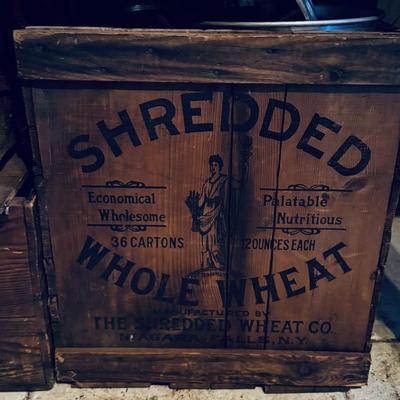 SHREDDED
Economical
Wholesome
Palatable
Nutritious
36 CARTONS
12 OUNCES EACH
WHOLE WHEAT
MANUFACTURED BY
THE SHREDDED WHEAT CO.
NIAGARA FALLS, N.Y.